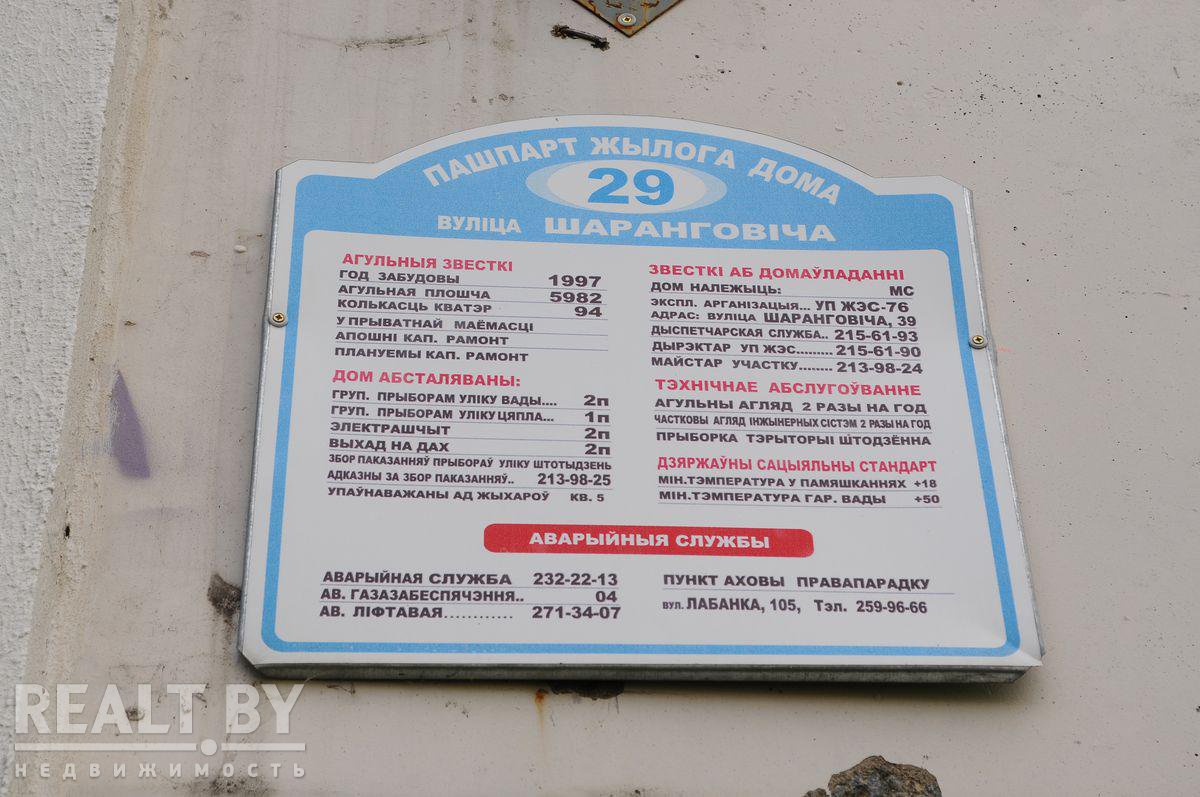 ПАШПАРТ ЖЫЛОГА ДОМА
29
ВУЛІЦА ШАРАНГОВІЧА
АГУЛЬНЫЯ ЗВЕСТКІ
ГОД ЗАБУДОВЫ 1997
АГУЛЬНАЯ ПЛОШЧА 5982
КОЛЬКАСЦЬ КВАТЭР 94
У ПРЫВАТНАЙ МАЁМАСЦІ
АПОШНІ КАП. РАМОНТ
ПЛАНУЕМЫ КАП. РАМОНТ
ДОМ АБСТАЛЯВАНЫ:
ГРУП. ПРЫБОРАМ УЛІКУ ВАДЫ.... 2п
ГРУП. ПРЫБОРАМ УЛІКУ ЦЯПЛА... 1п
ЭЛЕКТРАШЧЫТ 2п
ВЫХАД НА ДАХ 2п
ЗБОР ПАКАЗАННЯЎ ПРЫБОРАЎ УЛІКУ ШТОТЫДЗЕНЬ
АДКАЗНЫ ЗА ЗБОР ПАКАЗАННЯЎ.. 213-98-25
УПАЎНАВАЖАНЫ АД ЖЫХАРОЎ КВ. 5
ЗВЕСТКІ АБ ДОМАЎЛАДАННІ
ДОМ НАЛЕЖЫЦЬ: МС
ЭКСПЛ. АРГАНІЗАЦЫЯ... УП ЖЭС-76
АДРАС: ВУЛІЦА ШАРАНГОВІЧА, 39
ДЫСПЕТЧАРСКАЯ СЛУЖБА.. 215-61-93
ДЫРЭКТАР УП ЖЭС......... 215-61-90
МАЙСТАР УЧАСТКУ........ 213-98-24
ТЭХНІЧНАЕ АБСЛУГОЎВАННЕ
АГУЛЬНЫ АГЛЯД 2 РАЗЫ НА ГОД
ЧАСТКОВЫ АГЛЯД ІНЖЫНЕРНЫХ СІСТЭМ 2 РАЗЫ НА ГОД
ПРЫБОРКА ТЭРЫТОРЫІ ШТОДЗЁННА
ДЗЯРЖАЎНЫ САЦЫЯЛЬНЫ СТАНДАРТ
МІН.ТЭМПЕРАТУРА У ПАМЯШКАННЯХ +18
МІН.ТЭМПЕРАТУРА ГАР. ВАДЫ +50
АВАРЫЙНЫЯ СЛУЖБЫ
АВАРЫЙНАЯ СЛУЖБА 232-22-13
АВ. ГАЗАЗАБЕСПЯЧЭННЯ.. 04
АВ. ЛІФТАВАЯ............ 271-34-07
ПУНКТ АХОВЫ ПРАВАПАРАДКУ
ВУЛ. ЛАБАНКА, 105, Тэл. 259-96-66
REALT.BY
НЕДВИЖИМОСТЬ